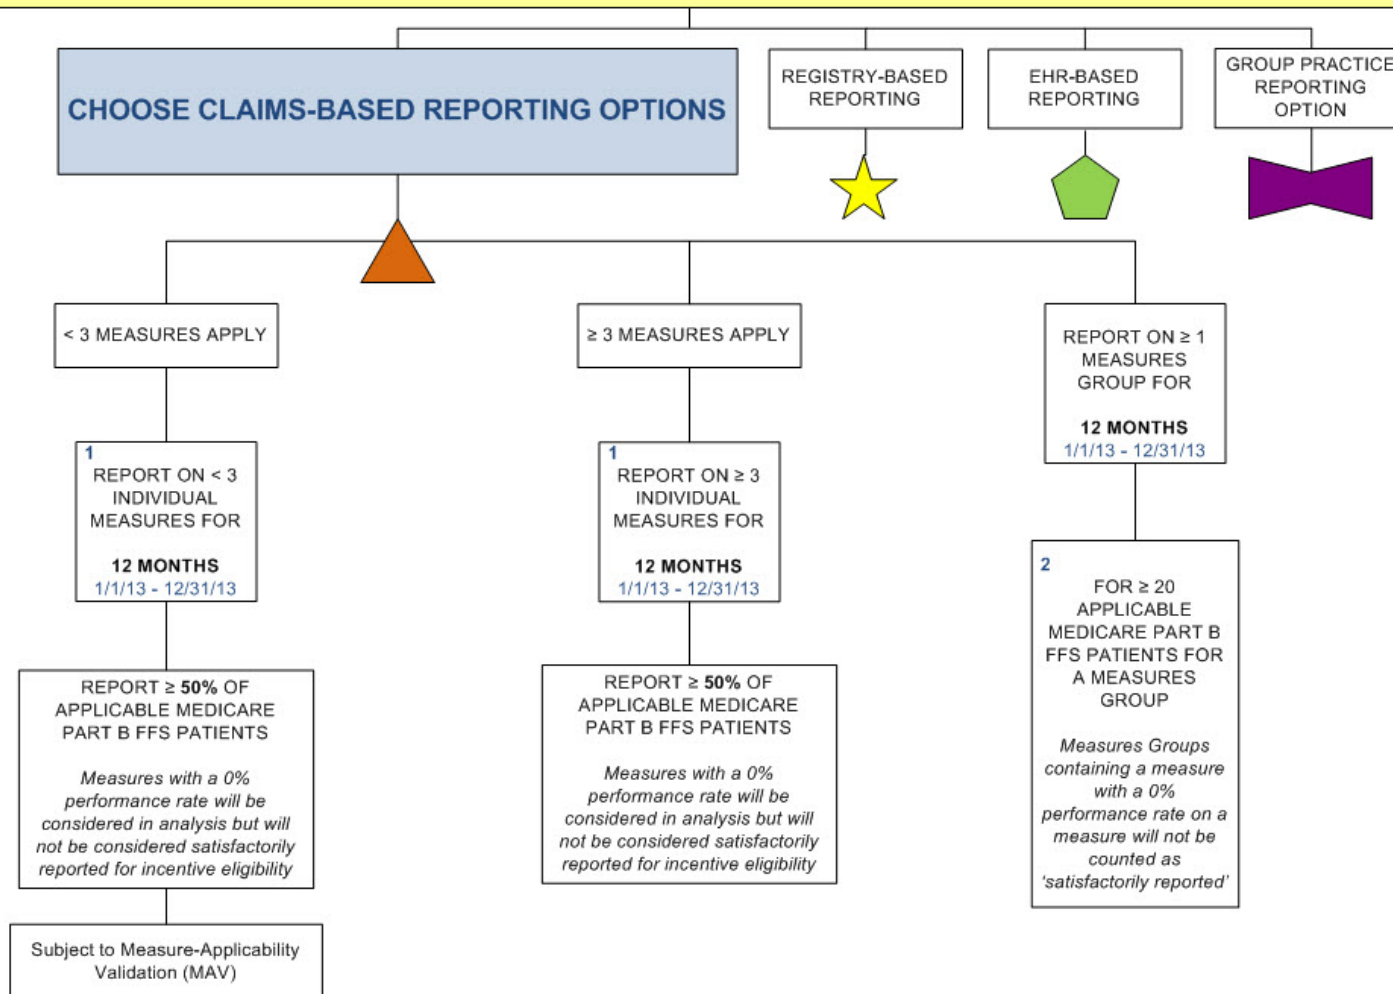 CHOOSE CLAIMS-BASED REPORTING OPTIONS
REGISTRY-BASED
REPORTING
EHR-BASED
REPORTING
GROUP PRACTICE
REPORTING
OPTION
< 3 MEASURES APPLY
1
REPORT ON < 3
INDIVIDUAL
MEASURES FOR
12 MONTHS
1/1/13 - 12/31/13
REPORT ≥ 50% OF
APPLICABLE MEDICARE
PART B FFS PATIENTS
Measures with a 0%
performance rate will be
considered in analysis but will
not be considered satisfactorily
reported for incentive eligibility
Subject to Measure-Applicability
Validation (MAV)
≥ 3 MEASURES APPLY
1
REPORT ON ≥ 3
INDIVIDUAL
MEASURES FOR
12 MONTHS
1/1/13 - 12/31/13
REPORT ≥ 50% OF
APPLICABLE MEDICARE
PART B FFS PATIENTS
Measures with a 0%
performance rate will be
considered in analysis but will
not be considered satisfactorily
reported for incentive eligibility
REPORT ON ≥ 1
MEASURES
GROUP FOR
12 MONTHS
1/1/13 - 12/31/13
2
FOR ≥ 20
APPLICABLE
MEDICARE PART B
FFS PATIENTS FOR
A MEASURES
GROUP
Measures Groups
containing a measure
with a 0%
performance rate on a
measure will not be
counted as
‘satisfactorily reported’